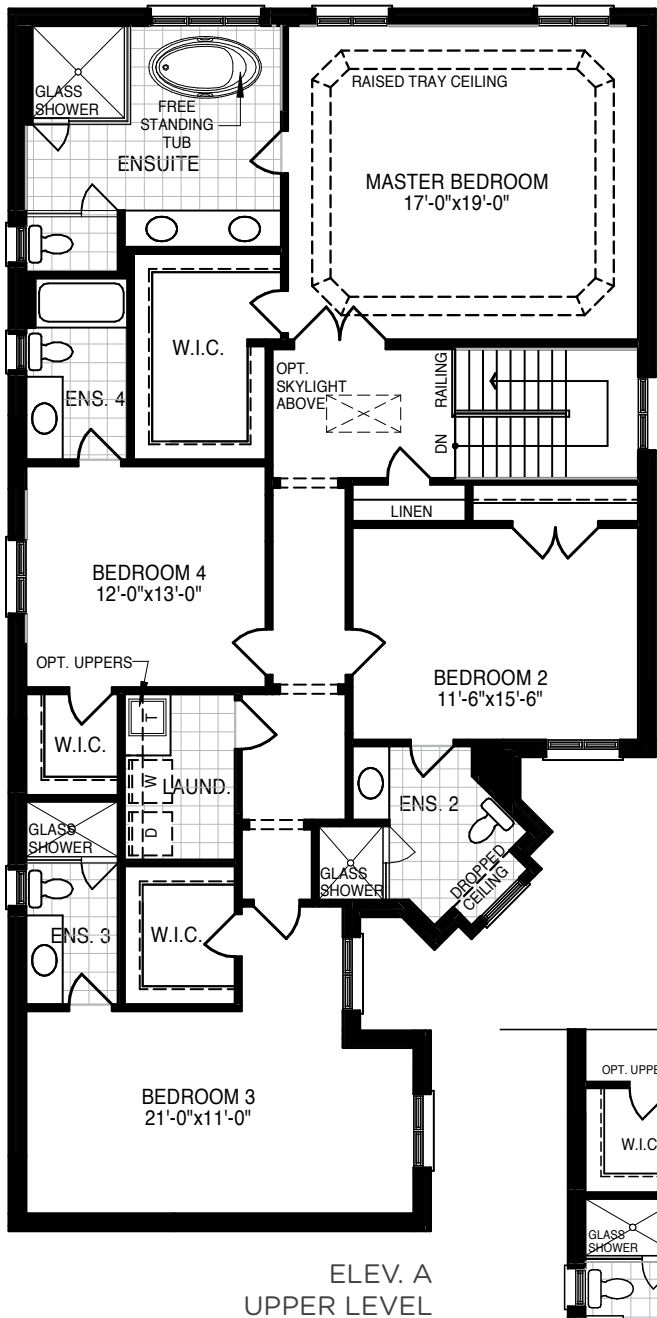 GLASS
SHOWER
FREE
STANDING
TUB
ENSUITE
RAISED TRAY CEILING
MASTER BEDROOM
17'-0"x19'-0"
W.I.C.
OPT.
SKYLIGHT
ABOVE
RAILING
DN
ENS. 4
LINEN
BEDROOM 4
12'-0"x13'-0"
OPT. UPPERS
BEDROOM 2
11'-6"x15'-6"
W.I.C.
T
W
LAUND.
D
ENS. 2
GLASS
SHOWER
GLASS
SHOWER
DROPPED
CEILING
ENS. 3
W.I.C.
BEDROOM 3
21'-0"x11'-0"
OPT. UPPE
W.I.C
GLASS
SHOWER
ELEV. A
UPPER LEVEL